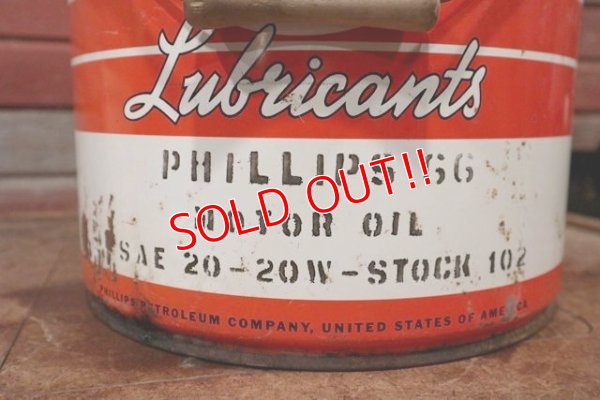 Lubricants
PHILLIPS 66
MOTOR OIL
SAE 20-20W-STOCK 102
PHILLIPS PETROLEUM COMPANY, UNITED STATES OF AMERICA
SOLD OUT!!